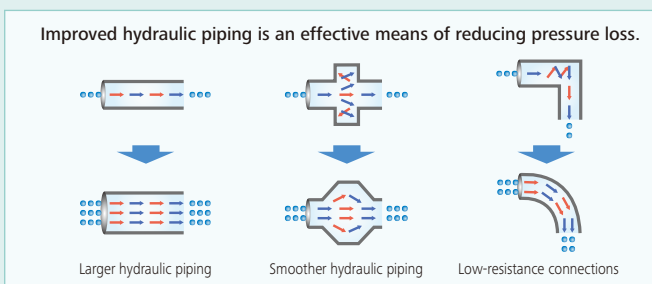 Improved hydraulic piping is an effective means of reducing pressure loss.
Larger hydraulic piping
Smoother hydraulic piping
Low-resistance connections